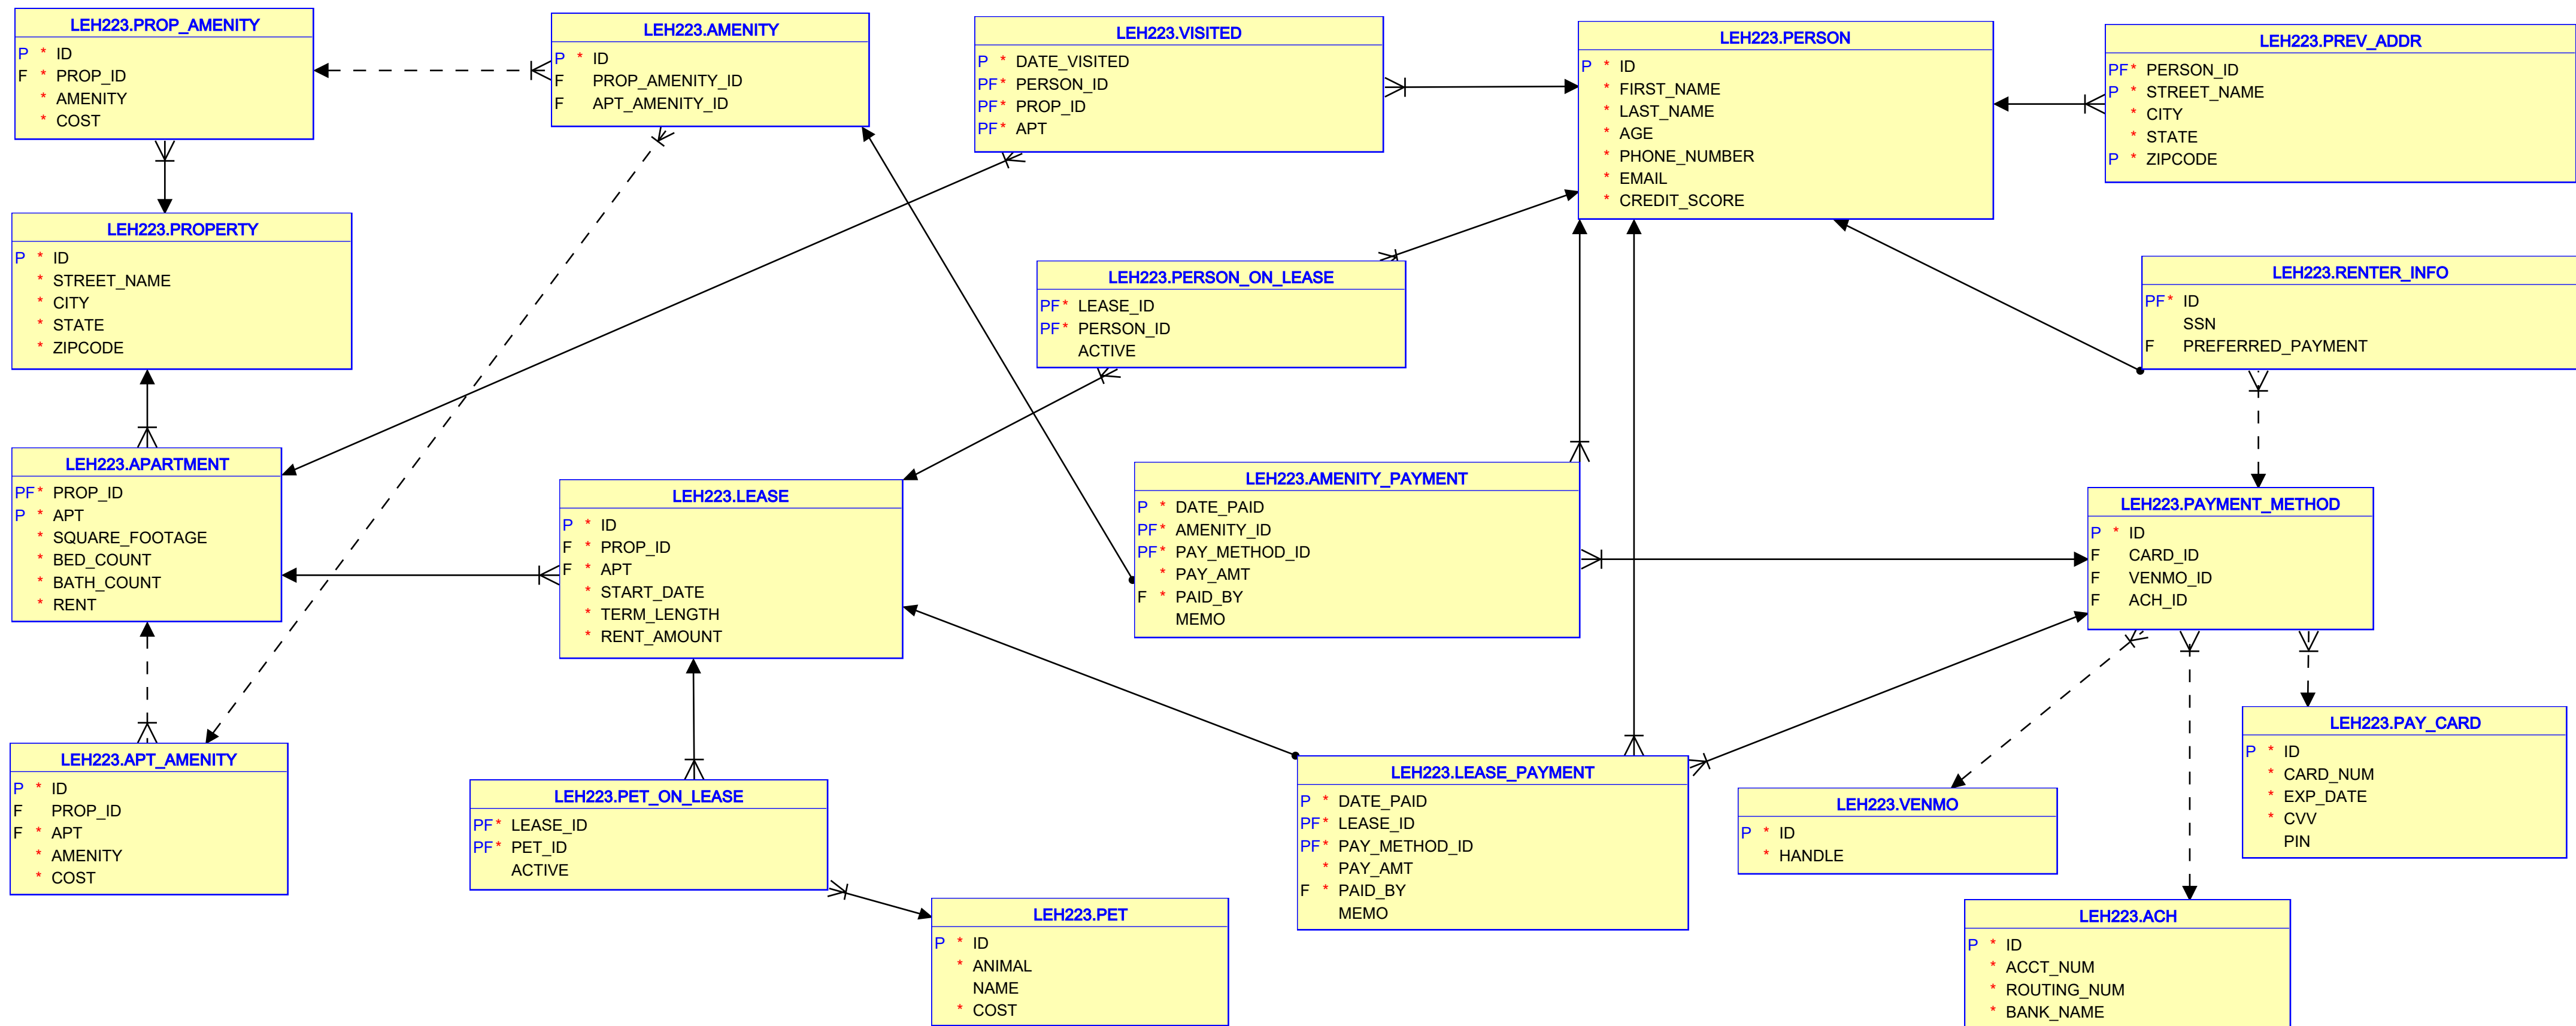 LEH223.PROP_AMENITY
P * ID
F * PROP_ID
* AMENITY
* COST
LEH223.AMENITY
P * ID
F PROP_AMENITY_ID
F APT_AMENITY_ID
LEH223.VISITED
P * DATE_VISITED
PF* PERSON_ID
PF* PROP_ID
PF* APT
LEH223.PERSON
P * ID
* FIRST_NAME
* LAST_NAME
* AGE
* PHONE_NUMBER
* EMAIL
* CREDIT_SCORE
LEH223.PREV_ADDR
PF* PERSON_ID
P * STREET_NAME
* CITY
* STATE
P * ZIPCODE
LEH223.PROPERTY
P * ID
* STREET_NAME
* CITY
* STATE
* ZIPCODE
LEH223.PERSON_ON_LEASE
PF* LEASE_ID
PF* PERSON_ID
ACTIVE
LEH223.RENTER_INFO
PF* ID
SSN
F PREFERRED_PAYMENT
LEH223.APARTMENT
PF* PROP_ID
P * APT
* SQUARE_FOOTAGE
* BED_COUNT
* BATH_COUNT
* RENT
LEH223.LEASE
P * ID
F * PROP_ID
F * APT
* START_DATE
* TERM_LENGTH
* RENT_AMOUNT
LEH223.AMENITY_PAYMENT
P * DATE_PAID
PF* AMENITY_ID
PF* PAY_METHOD_ID
* PAY_AMT
F * PAID_BY
MEMO
LEH223.PAYMENT_METHOD
P * ID
F CARD_ID
F VENMO_ID
F ACH_ID
LEH223.APT_AMENITY
P * ID
F PROP_ID
F * APT
* AMENITY
* COST
LEH223.PET_ON_LEASE
PF* LEASE_ID
PF* PET_ID
ACTIVE
LEH223.PET
P * ID
* ANIMAL
NAME
* COST
LEH223.LEASE_PAYMENT
P * DATE_PAID
PF* LEASE_ID
PF* PAY_METHOD_ID
* PAY_AMT
F * PAID_BY
MEMO
LEH223.VENMO
P * ID
* HANDLE
LEH223.PAY_CARD
P * ID
* CARD_NUM
* EXP_DATE
* CVV
PIN
LEH223.ACH
P * ID
* ACCT_NUM
* ROUTING_NUM
* BANK_NAME